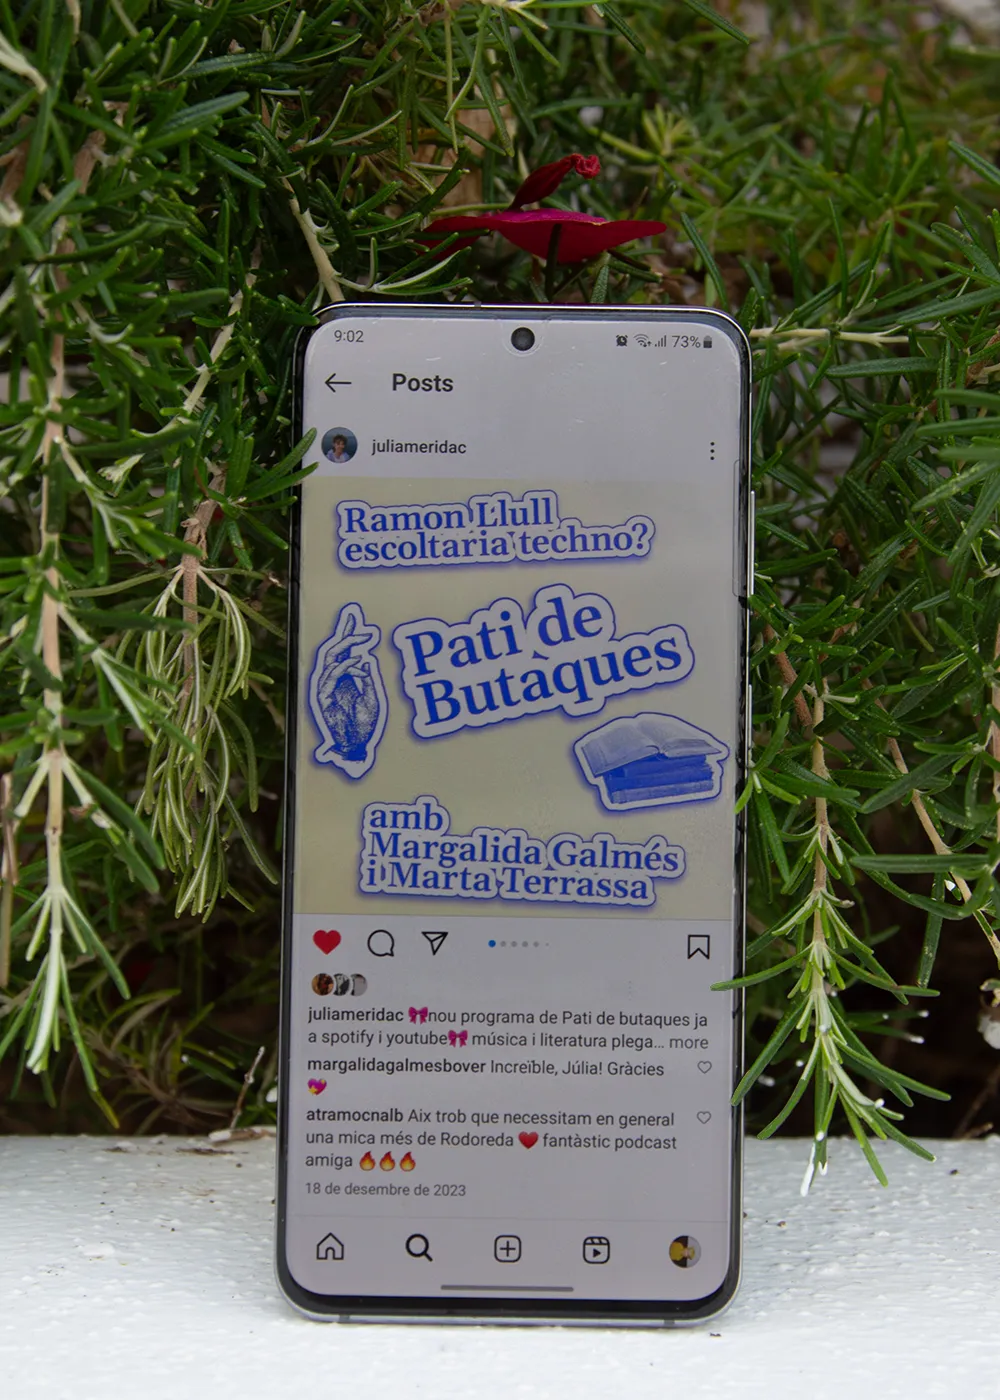 9:02
73%
Posts
juliameridac
Ramon Llull
escoltaria techno?
Pati de
Butaques
amb
Margalida Galmés
i Marta Terrassa
juliameridac 🎀nou programa de Pati de butaques ja
a spotify i youtube🎀 música i literatura plega... more
margalidagalmesbover Increïble, Júlia! Gràcies
💖
atramocnalb Aix trob que necessitam en general
una mica més de Rodoreda ❤️ fantàstic podcast
amiga 🔥🔥🔥
18 de desembre de 2023